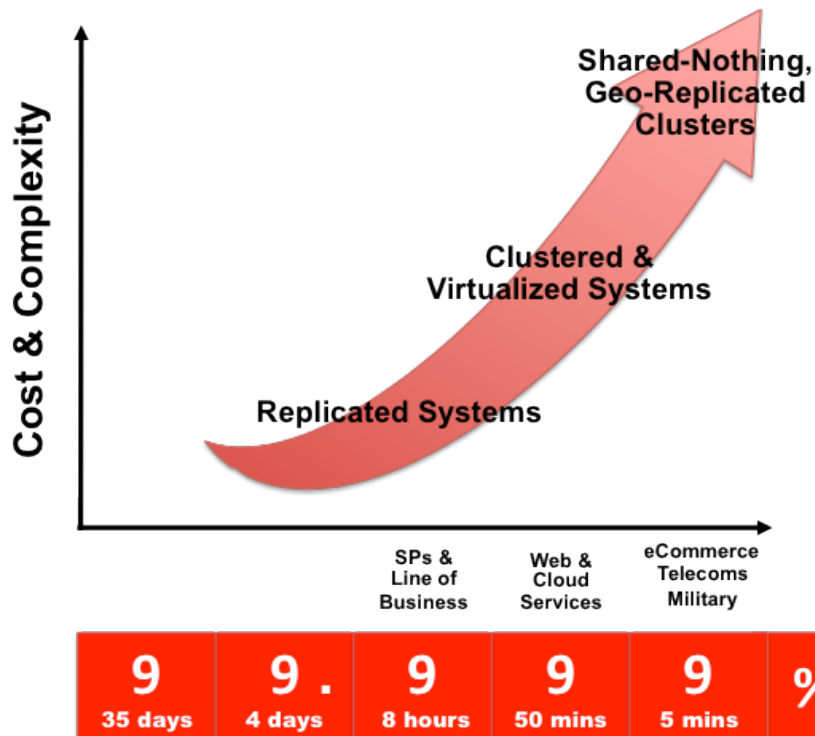 Cost & Complexity
Shared-Nothing,
Geo-Replicated
Clusters
Clustered &
Virtualized Systems
Replicated Systems
SPs &
Line of
Business
Web &
Cloud
Services
eCommerce
Telecoms
Military
9 9 . 9 9 9 %
35 days 4 days 8 hours 50 mins 5 mins